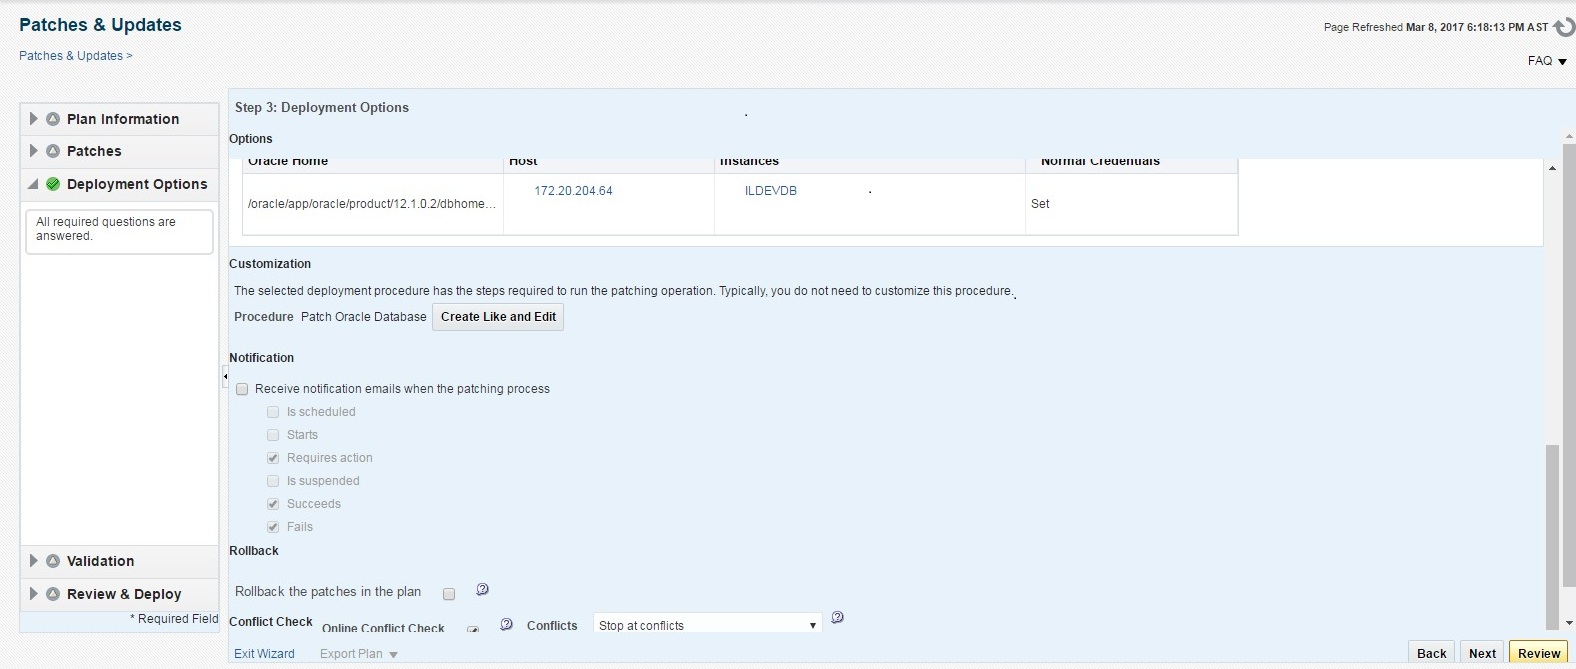 Patches & Updates
Page Refreshed Mar 8, 2017 6:18:13 PM AST
Patches & Updates >
FAQ
Plan Information
Patches
Deployment Options
All required questions are
answered.
Validation
Review & Deploy
* Required Field
Step 3: Deployment Options
Options
Oracle Home Host Instances Normal Credentials
/oracle/app/oracle/product/12.1.0.2/dbhome... 172.20.204.64 ILDEVDB Set
Customization
The selected deployment procedure has the steps required to run the patching operation. Typically, you do not need to customize this procedure.
Procedure Patch Oracle Database Create Like and Edit
Notification
Receive notification emails when the patching process
Is scheduled
Starts
Requires action
Is suspended
Succeeds
Fails
Rollback
Rollback the patches in the plan
Conflict Check Online Conflict Check Conflicts Stop at conflicts
Exit Wizard Export Plan Back Next Review